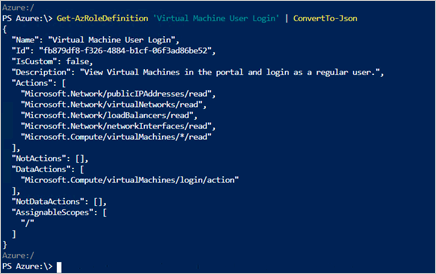 Azure:/
PS Azure:\> Get-AzRoleDefinition 'Virtual Machine User Login' | ConvertTo-Json
{
  "Name": "Virtual Machine User Login",
  "Id": "fb879df8-f326-4884-b1cf-06f3ad86be52",
  "IsCustom": false,
  "Description": "View Virtual Machines in the portal and login as a regular user.",
  "Actions": [
    "Microsoft.Network/publicIPAddresses/read",
    "Microsoft.Network/virtualNetworks/read",
    "Microsoft.Network/loadBalancers/read",
    "Microsoft.Network/networkInterfaces/read",
    "Microsoft.Compute/virtualMachines/*/read"
  ],
  "NotActions": [],
  "DataActions": [
    "Microsoft.Compute/virtualMachines/login/action"
  ],
  "NotDataActions": [],
  "AssignableScopes": [
    "/"
  ]
}
Azure:/
PS Azure:\>